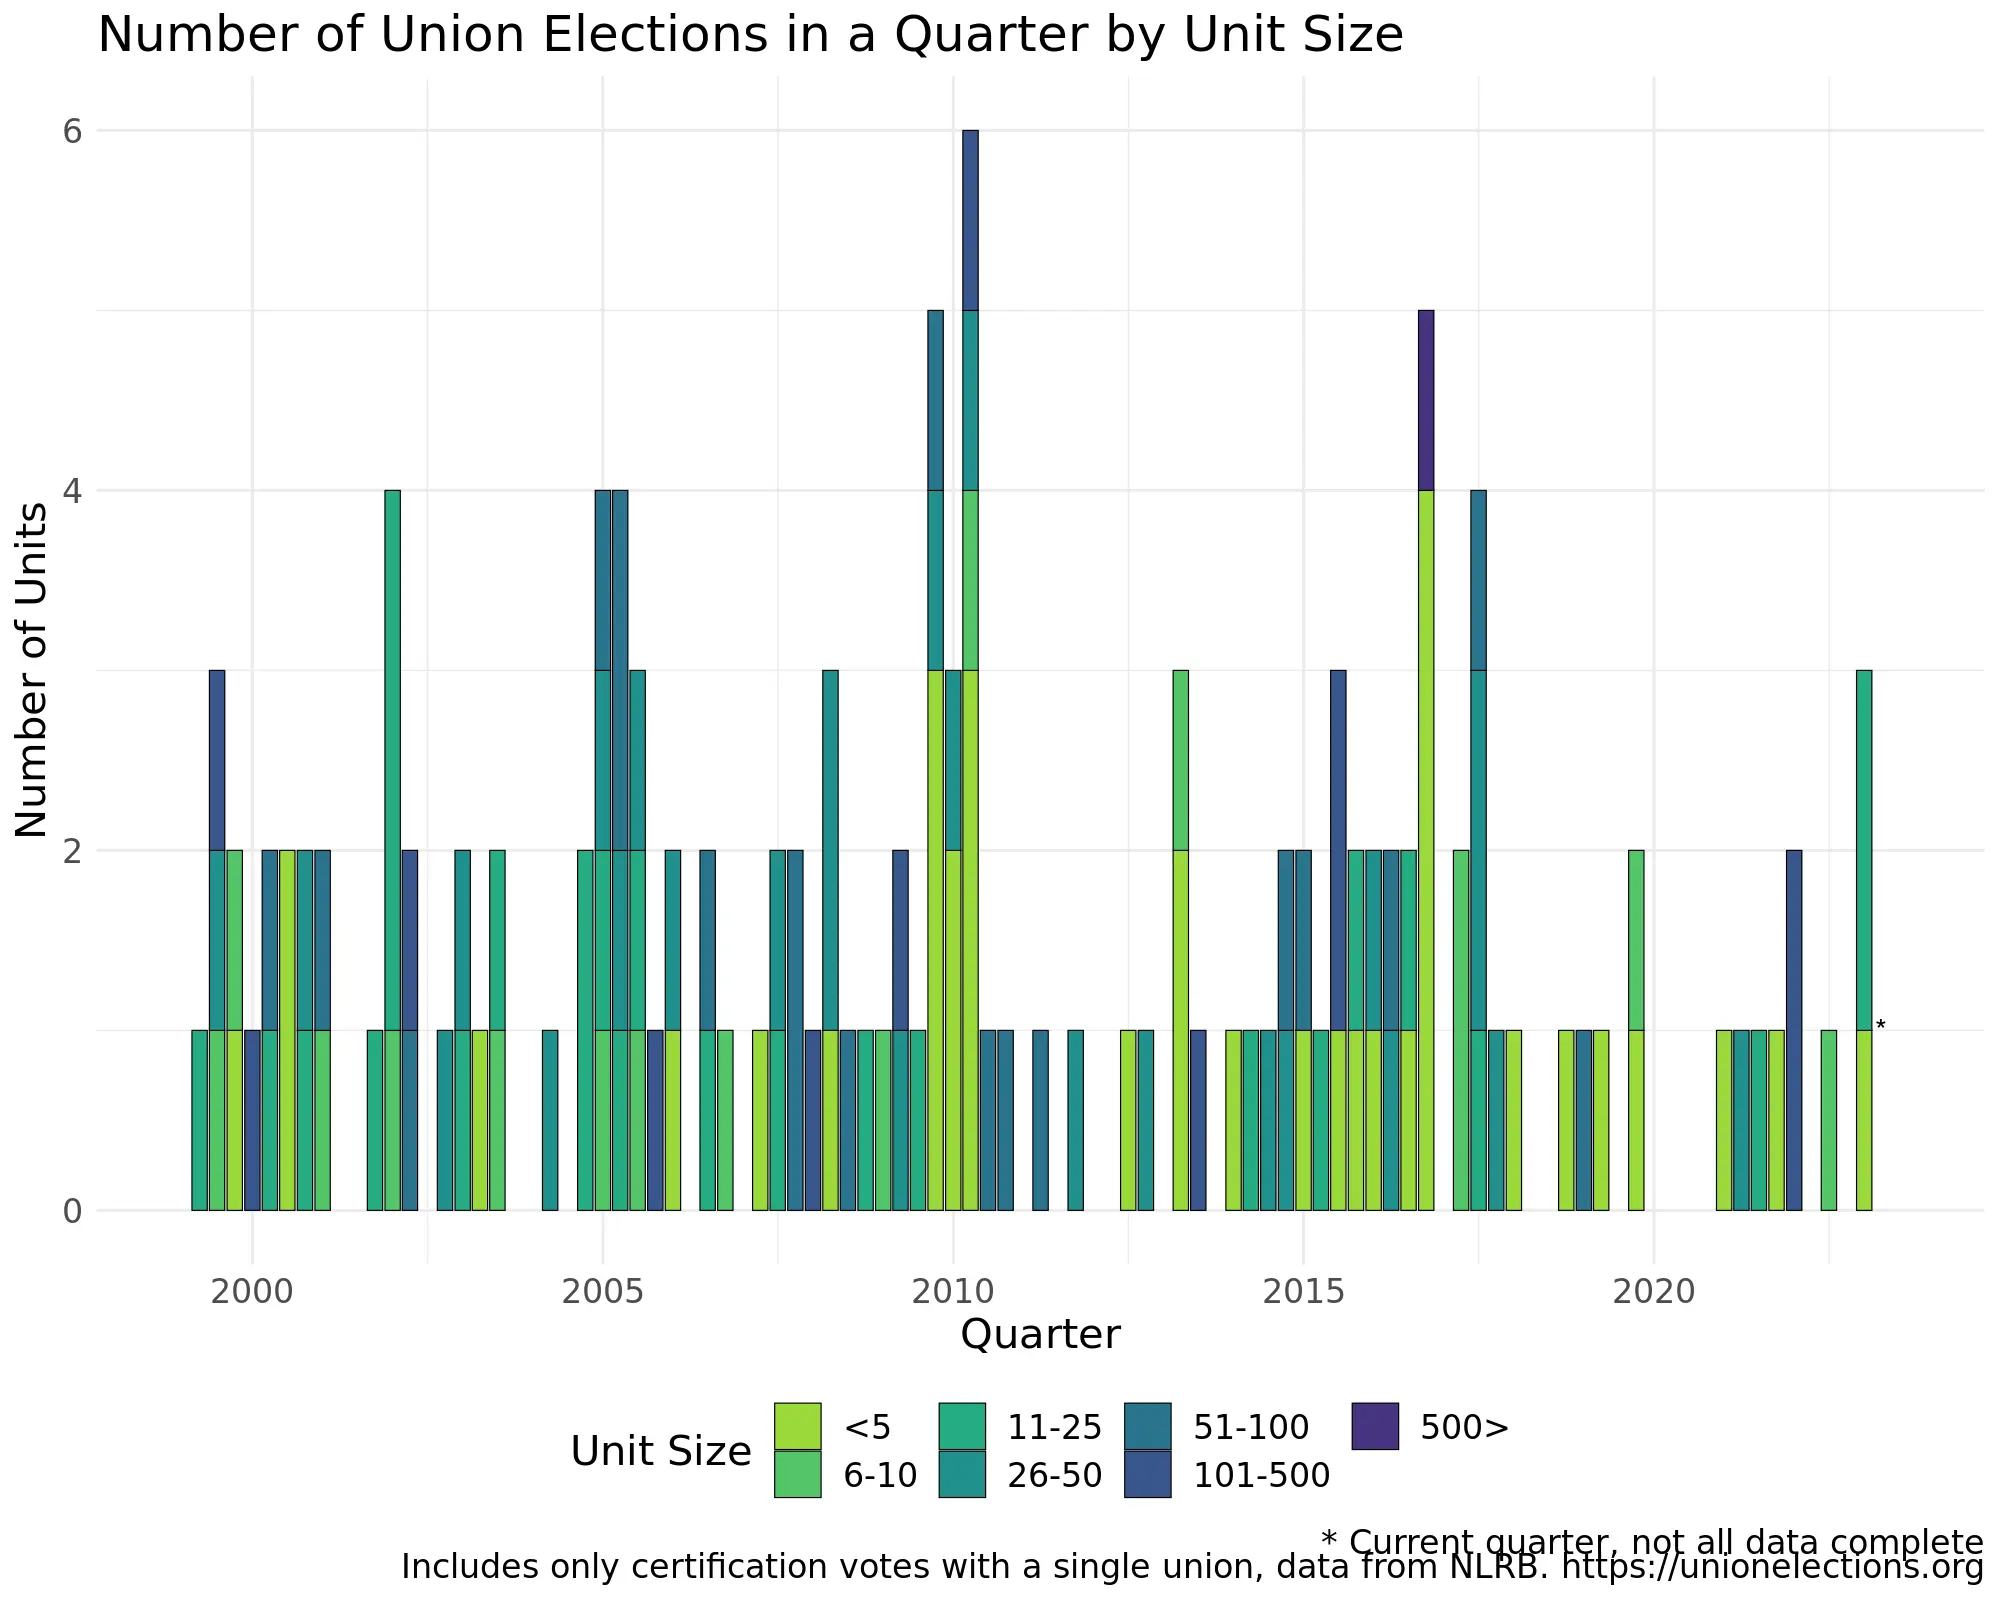 Number of Union Elections in a Quarter by Unit Size
Number of Units
6
4
2
0
*
2000 2005 2010 2015 2020
Quarter
Unit Size
<5 11-25 51-100 500>
6-10 26-50 101-500
* Current quarter, not all data complete
Includes only certification votes with a single union, data from NLRB. https://unionelections.org